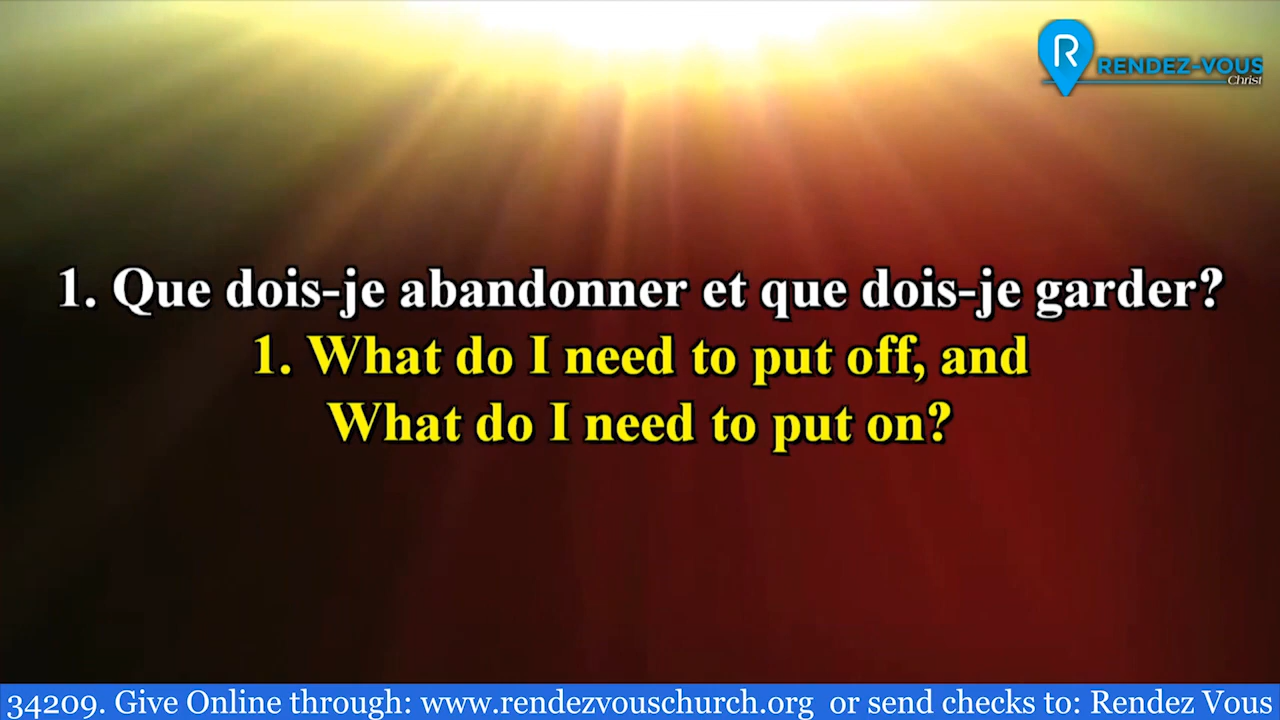 R
RENDEZ-VOUS
Christ
1. Que dois-je abandonner et que dois-je garder?
1. What do I need to put off, and
What do I need to put on?
34209. Give Online through: www.rendezvouschurch.org or send checks to: Rendez Vous